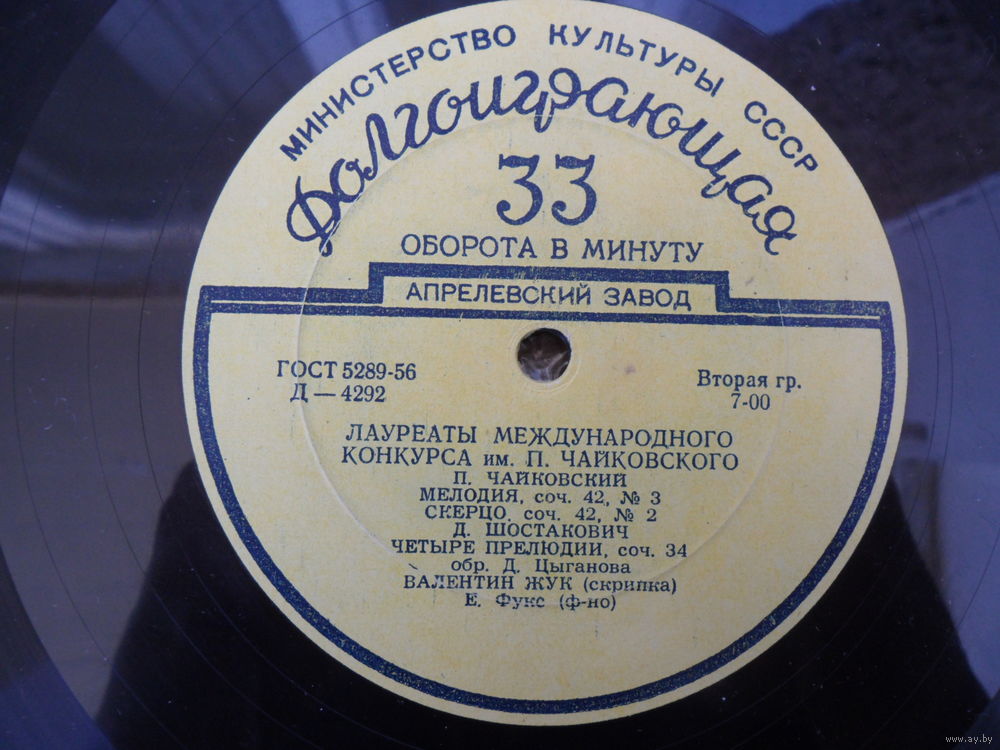 МИНИСТЕРСТВО КУЛЬТУРЫ СССР
Долгоиграющая
33
ОБОРОТА В МИНУТУ
АПРЕЛЕВСКИЙ ЗАВОД
ГОСТ 5289-56
Д — 4292
Вторая гр.
7-00
ЛАУРЕАТЫ МЕЖДУНАРОДНОГО
КОНКУРСА им. П. ЧАЙКОВСКОГО
П. ЧАЙКОВСКИЙ
МЕЛОДИЯ, соч. 42, № 3
СКЕРЦО, соч. 42, № 2
Д. ШОСТАКОВИЧ
ЧЕТЫРЕ ПРЕЛЮДИИ, соч. 34
обр. Д. Цыганова
ВАЛЕНТИН ЖУК (скрипка)
Е. Фукс (ф-но)
www.ay.by